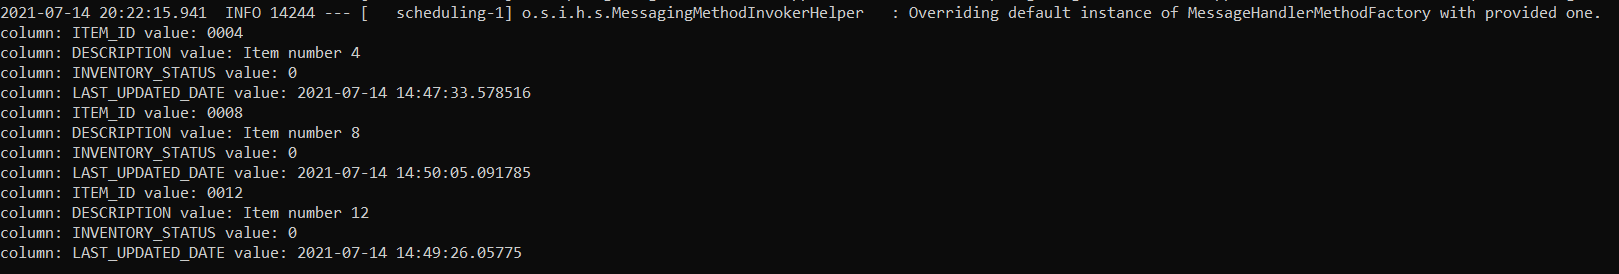 2021-07-14 20:22:15.941  INFO 14244 --- [   scheduling-1] o.s.i.h.s.MessagingMethodInvokerHelper   : Overriding default instance of MessageHandlerMethodFactory with provided one.
column: ITEM_ID value: 0004
column: DESCRIPTION value: Item number 4
column: INVENTORY_STATUS value: 0
column: LAST_UPDATED_DATE value: 2021-07-14 14:47:33.578516
column: ITEM_ID value: 0008
column: DESCRIPTION value: Item number 8
column: INVENTORY_STATUS value: 0
column: LAST_UPDATED_DATE value: 2021-07-14 14:50:05.091785
column: ITEM_ID value: 0012
column: DESCRIPTION value: Item number 12
column: INVENTORY_STATUS value: 0
column: LAST_UPDATED_DATE value: 2021-07-14 14:49:26.05775